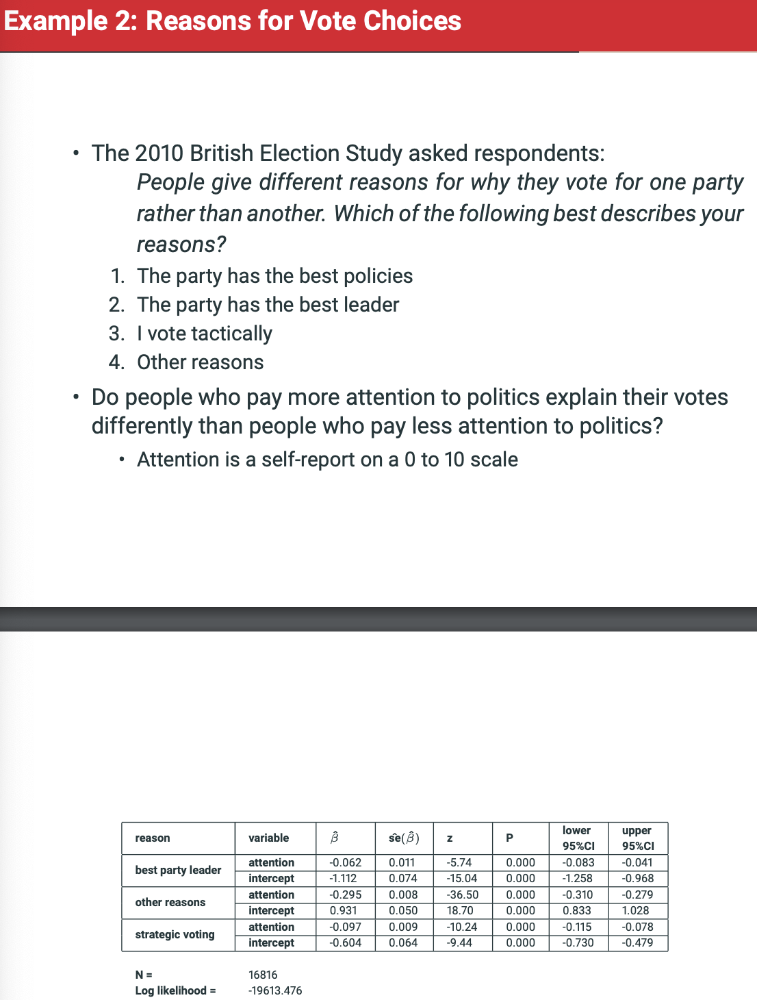 Example 2: Reasons for Vote Choices
• The 2010 British Election Study asked respondents:
People give different reasons for why they vote for one party
rather than another. Which of the following best describes your
reasons?
1. The party has the best policies
2. The party has the best leader
3. I vote tactically
4. Other reasons
• Do people who pay more attention to politics explain their votes
differently than people who pay less attention to politics?
• Attention is a self-report on a 0 to 10 scale
reason variable β̂ sê(β̂) z P lower 95%CI upper 95%CI
best party leader attention -0.062 0.011 -5.74 0.000 -0.083 -0.041
intercept -1.112 0.074 -15.04 0.000 -1.258 -0.968
other reasons attention -0.295 0.008 -36.50 0.000 -0.310 -0.279
intercept 0.931 0.050 18.70 0.000 0.833 1.028
strategic voting attention -0.097 0.009 -10.24 0.000 -0.115 -0.078
intercept -0.604 0.064 -9.44 0.000 -0.730 -0.479
N = 16816
Log likelihood = -19613.476